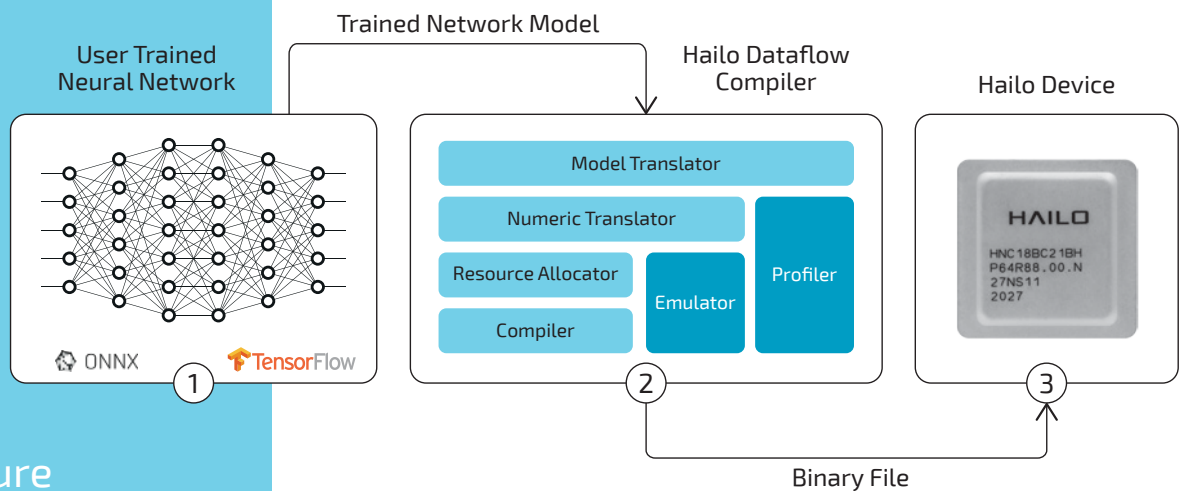 Trained Network Model
User Trained
Neural Network
Hailo Dataflow
Compiler
Hailo Device
ONNX
TensorFlow
1
Model Translator
Numeric Translator
Resource Allocator
Compiler
Emulator
Profiler
2
HAILO
HNC18BC21BH
P64R88.00.N
27NS11
2027
3
Binary File
ure